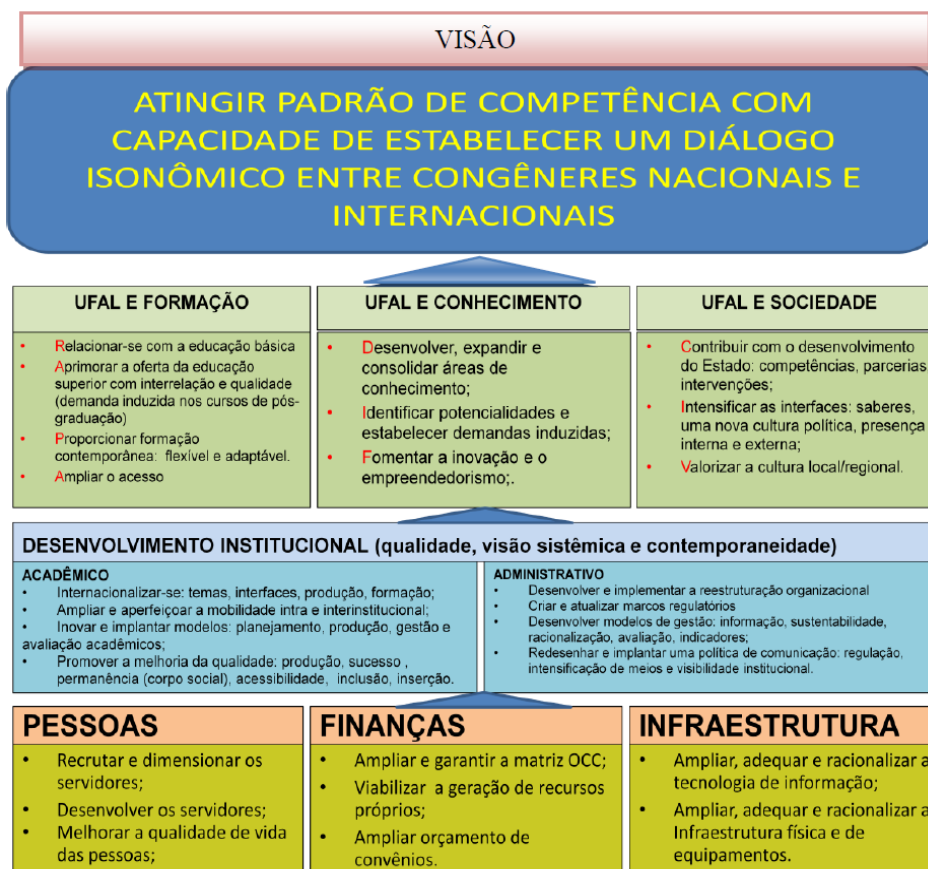 VISÃO
ATINGIR PADRÃO DE COMPETÊNCIA COM
CAPACIDADE DE ESTABELECER UM DIÁLOGO
ISONÔMICO ENTRE CONGÊNERES NACIONAIS E
INTERNACIONAIS
UFAL E FORMAÇÃO
• Relacionar-se com a educação básica
• Aprimorar a oferta da educação
superior com interrelação e qualidade
(demanda induzida nos cursos de pós-
graduação)
• Proporcionar formação
contemporânea: flexível e adaptável.
• Ampliar o acesso
UFAL E CONHECIMENTO
• Desenvolver, expandir e
consolidar áreas de
conhecimento;
• Identificar potencialidades e
estabelecer demandas induzidas;
• Fomentar a inovação e o
empreendedorismo;.
UFAL E SOCIEDADE
• Contribuir com o desenvolvimento
do Estado: competências, parcerias,
intervenções;
• Intensificar as interfaces: saberes,
uma nova cultura política, presença
interna e externa;
• Valorizar a cultura local/regional.
DESENVOLVIMENTO INSTITUCIONAL (qualidade, visão sistêmica e contemporaneidade)
ACADÊMICO
• Internacionalizar-se: temas, interfaces, produção, formação;
• Ampliar e aperfeiçoar a mobilidade intra e interinstitucional;
• Inovar e implantar modelos: planejamento, produção, gestão e
avaliação acadêmicos;
• Promover a melhoria da qualidade: produção, sucesso ,
permanência (corpo social), acessibilidade, inclusão, inserção.
ADMINISTRATIVO
• Desenvolver e implementar a reestruturação organizacional
• Criar e atualizar marcos regulatórios
• Desenvolver modelos de gestão: informação, sustentabilidade,
racionalização, avaliação, indicadores;
• Redesenhar e implantar uma política de comunicação: regulação,
intensificação de meios e visibilidade institucional.
PESSOAS
• Recrutar e dimensionar os
servidores;
• Desenvolver os servidores;
• Melhorar a qualidade de vida
das pessoas;
FINANÇAS
• Ampliar e garantir a matriz OCC;
• Viabilizar a geração de recursos
próprios;
• Ampliar orçamento de
convênios.
INFRAESTRUTURA
• Ampliar, adequar e racionalizar a
tecnologia de informação;
• Ampliar, adequar e racionalizar a
Infraestrutura física e de
equipamentos.